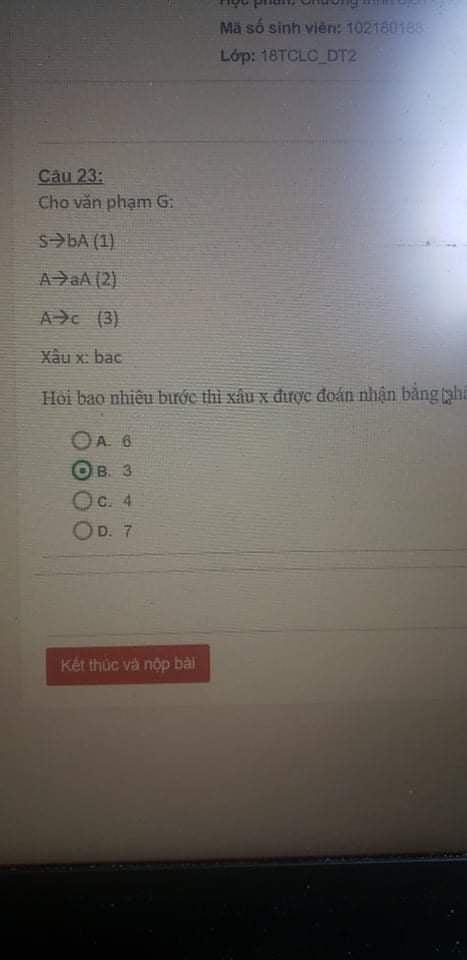 Mã số sinh viên: 102180188
Lớp: 18TCLC_DT2
Câu 23:
Cho văn phạm G:
S→bA (1)
A→aA (2)
A→c (3)
Xâu x: bac
Hỏi bao nhiêu bước thì xâu x được đoán nhận bằng
A. 6
B. 3
C. 4
D. 7
Kết thúc và nộp bài